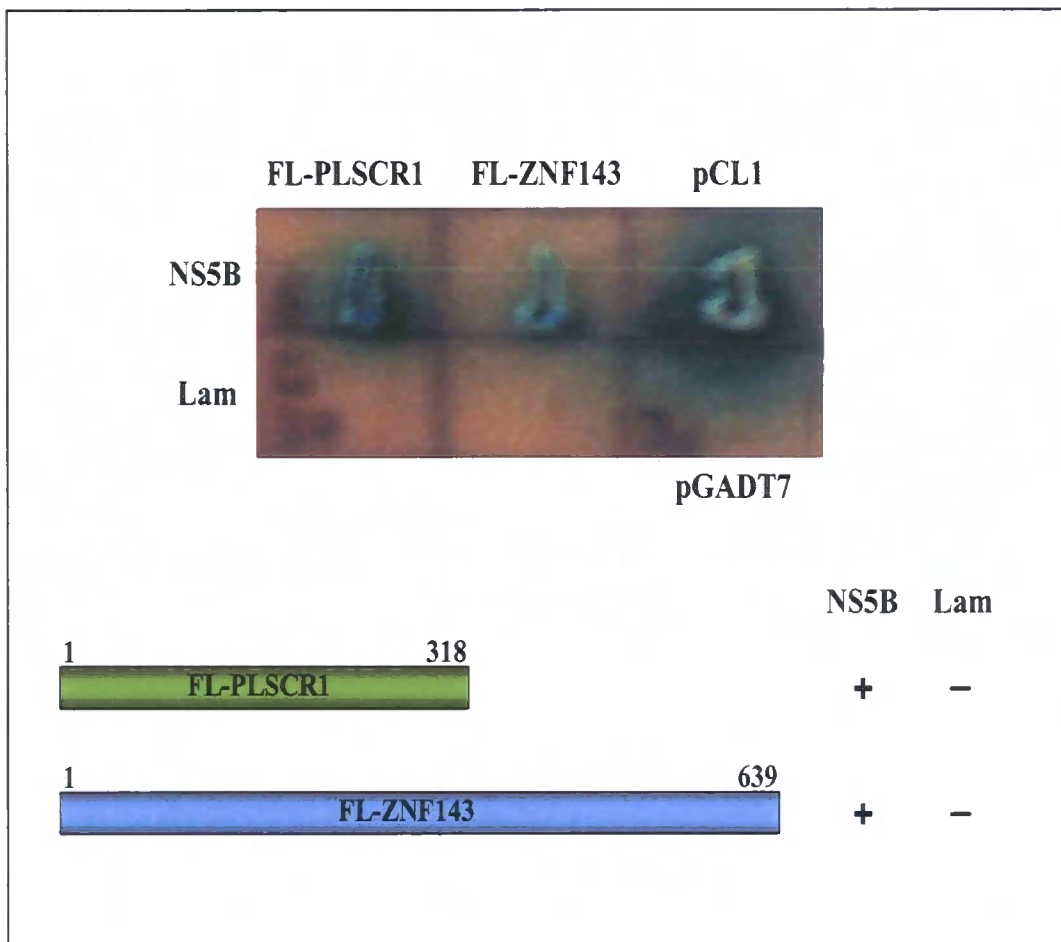 FL-PLSCR1 FL-ZNF143 pCL1
NS5B
Lam
pGADT7
NS5B Lam
1 318
FL-PLSCR1
+ −
1 639
FL-ZNF143
+ −